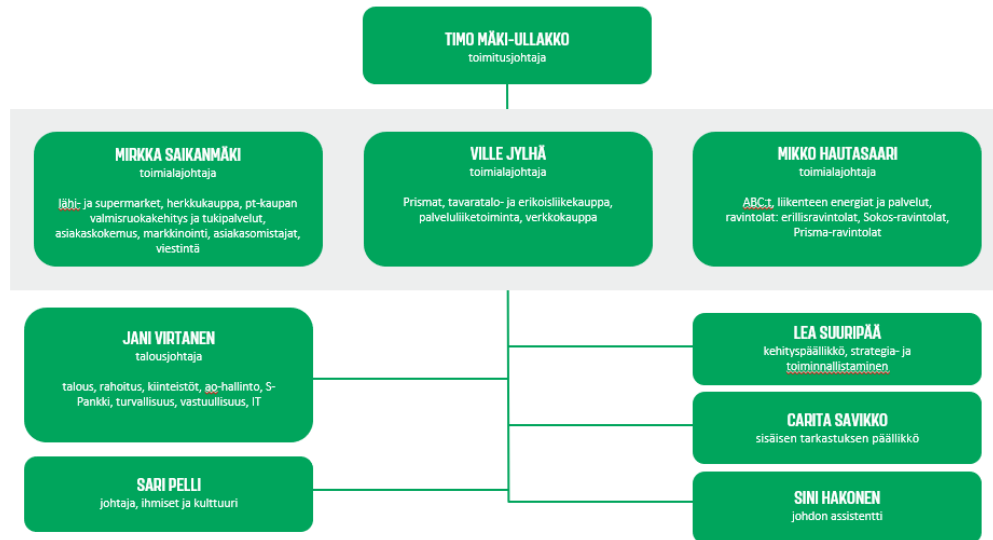 TIMO MÄKI-ULLAKKO
toimitusjohtaja
MIRKKA SAIKANMÄKI
toimialajohtaja
lähi- ja supermarket, herkkukauppa, pt-kaupan
valmisruokakehitys ja tukipalvelut,
asiakaskokemus, markkinointi, asiakasomistajat,
viestintä
VILLE JYLHÄ
toimialajohtaja
Prismat, tavaratalo- ja erikoisliikekauppa,
palveluliiketoiminta, verkkokauppa
MIKKO HAUTASAARI
toimialajohtaja
ABC:t, liikenteen energiat ja palvelut,
ravintolat: erillisravintolat, Sokos-ravintolat,
Prisma-ravintolat
JANI VIRTANEN
talousjohtaja
talous, rahoitus, kiinteistöt, ao-hallinto, S-
Pankki, turvallisuus, vastuullisuus, IT
SARI PELLI
johtaja, ihmiset ja kulttuuri
LEA SUURIPÄÄ
kehityspäällikkö, strategia- ja
toiminnallistaminen
CARITA SAVIKKO
sisäisen tarkastuksen päällikkö
SINI HAKONEN
johdon assistentti